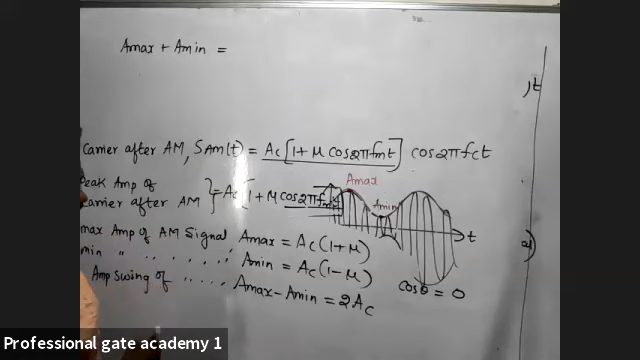 Amax + Amin =
Carrier after AM, SAM(t) = Ac[1+μ cos2πfmt] cos2πfct
Peak Amp of
Carrier after AM } = Ac[1+μ cos2πfmt]
Amax
Amin
t
max Amp of AM Signal Amax = Ac(1+μ)
min " . . . . . . ' Amin = Ac(1-μ)
Amp Swing of ..... Amax-Amin = 2Ac
cosθ = 0
)t
a)
Professional gate academy 1